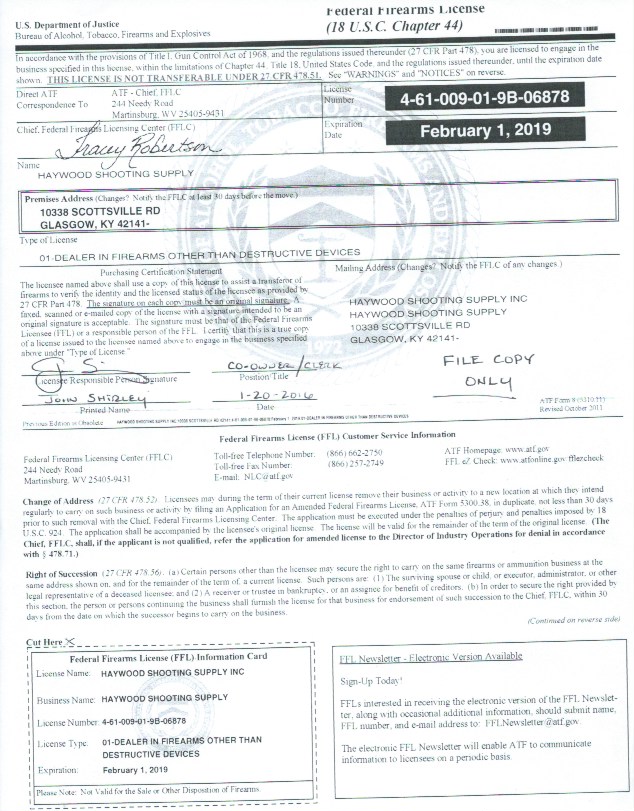 U.S. Department of Justice
Bureau of Alcohol, Tobacco, Firearms and Explosives
Federal Firearms License
(18 U.S.C. Chapter 44)
In accordance with the provisions of Title I, Gun Control Act of 1968, and the regulations issued thereunder (27 CFR Part 478), you are licensed to engage in the
business specified in this license, within the limitations of Chapter 44, Title 18, United States Code, and the regulations issued thereunder, until the expiration date
shown. THIS LICENSE IS NOT TRANSFERABLE UNDER 27 CFR 478.51. See "WARNINGS" and "NOTICES" on reverse.
Direct ATF
Correspondence To
ATF - Chief, FFLC
244 Needy Road
Martinsburg, WV 25405-9431
License
Number
4-61-009-01-9B-06878
Chief, Federal Firearms Licensing Center (FFLC)
Tracey Robertson
Expiration
Date
February 1, 2019
Name
HAYWOOD SHOOTING SUPPLY
Premises Address (Changes? Notify the FFLC at least 30 days before the move.)
10338 SCOTTSVILLE RD
GLASGOW, KY 42141-
Type of License
01-DEALER IN FIREARMS OTHER THAN DESTRUCTIVE DEVICES
Purchasing Certification Statement
The licensee named above shall use a copy of this license to assist a transferor of
firearms to verify the identity and the licensed status of the licensee as provided by
27 CFR Part 478. The signature on each copy must be an original signature. A
faxed, scanned or e-mailed copy of the license with a signature intended to be an
original signature is acceptable. The signature must be that of the Federal Firearms
Licensee (FFL) or a responsible person of the FFL. I certify that this is a true copy
of a license issued to the licensee named above to engage in the business specified
above under "Type of License."
Mailing Address (Changes? Notify the FFLC of any changes.)
HAYWOOD SHOOTING SUPPLY INC
HAYWOOD SHOOTING SUPPLY
10338 SCOTTSVILLE RD
GLASGOW, KY 42141-
1972
Licensee/Responsible Person Signature
CO-OWNER/CLERK
Position/Title
FILE COPY
ONLY
JOHN SHIRLEY
Printed Name
1-20-2016
Date
ATF Form 8 (5310.11)
Revised October 2011
Previous Edition is Obsolete
HAYWOOD SHOOTING SUPPLY INC:10338 SCOTTSVILLE RD:42141:4-61-009-01-9B-06878:February 1, 2019:01-DEALER IN FIREARMS OTHER THAN DESTRUCTIVE DEVICES
Federal Firearms License (FFL) Customer Service Information
Federal Firearms Licensing Center (FFLC)
244 Needy Road
Martinsburg, WV 25405-9431
Toll-free Telephone Number: (866) 662-2750
Toll-free Fax Number: (866) 257-2749
E-mail: NLC@atf.gov
ATF Homepage: www.atf.gov
FFL eZ Check: www.atfonline.gov/fflezcheck
Change of Address (27 CFR 478.52). Licensees may during the term of their current license remove their business or activity to a new location at which they intend
regularly to carry on such business or activity by filing an Application for an Amended Federal Firearms License, ATF Form 5300.38, in duplicate, not less than 30 days
prior to such removal with the Chief, Federal Firearms Licensing Center. The application must be executed under the penalties of perjury and penalties imposed by 18
U.S.C. 924. The application shall be accompanied by the licensee's original license. The license will be valid for the remainder of the term of the original license. (The
Chief, FFLC, shall, if the applicant is not qualified, refer the application for amended license to the Director of Industry Operations for denial in accordance
with § 478.71.)
Right of Succession (27 CFR 478.56). (a) Certain persons other than the licensee may secure the right to carry on the same firearms or ammunition business at the
same address shown on, and for the remainder of the term of, a current license. Such persons are: (1) The surviving spouse or child, or executor, administrator, or other
legal representative of a deceased licensee; and (2) A receiver or trustee in bankruptcy, or an assignee for benefit of creditors. (b) In order to secure the right provided by
this section, the person or persons continuing the business shall furnish the license for that business for endorsement of such succession to the Chief, FFLC, within 30
days from the date on which the successor begins to carry on the business.
(Continued on reverse side)
Cut Here
Federal Firearms License (FFL) Information Card
License Name: HAYWOOD SHOOTING SUPPLY INC
Business Name: HAYWOOD SHOOTING SUPPLY
License Number: 4-61-009-01-9B-06878
License Type: 01-DEALER IN FIREARMS OTHER THAN
DESTRUCTIVE DEVICES
Expiration: February 1, 2019
Please Note: Not Valid for the Sale or Other Disposition of Firearms.
FFL Newsletter - Electronic Version Available
Sign-Up Today!
FFLs interested in receiving the electronic version of the FFL Newslet-
ter, along with occasional additional information, should submit name,
FFL number, and e-mail address to: FFLNewsletter@atf.gov
The electronic FFL Newsletter will enable ATF to communicate
information to licensees on a periodic basis.